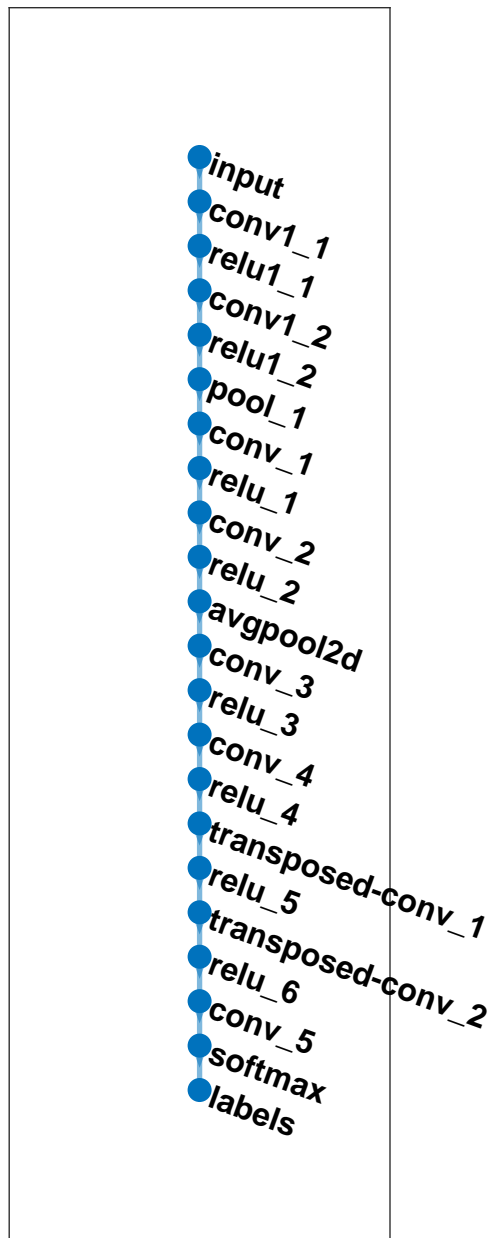 input
conv1_1
relu1_1
conv1_2
relu1_2
pool_1
conv_1
relu_1
conv_2
relu_2
avgpool2d
conv_3
relu_3
conv_4
relu_4
transposed-conv_1
relu_5
transposed-conv_2
relu_6
conv_5
softmax
labels